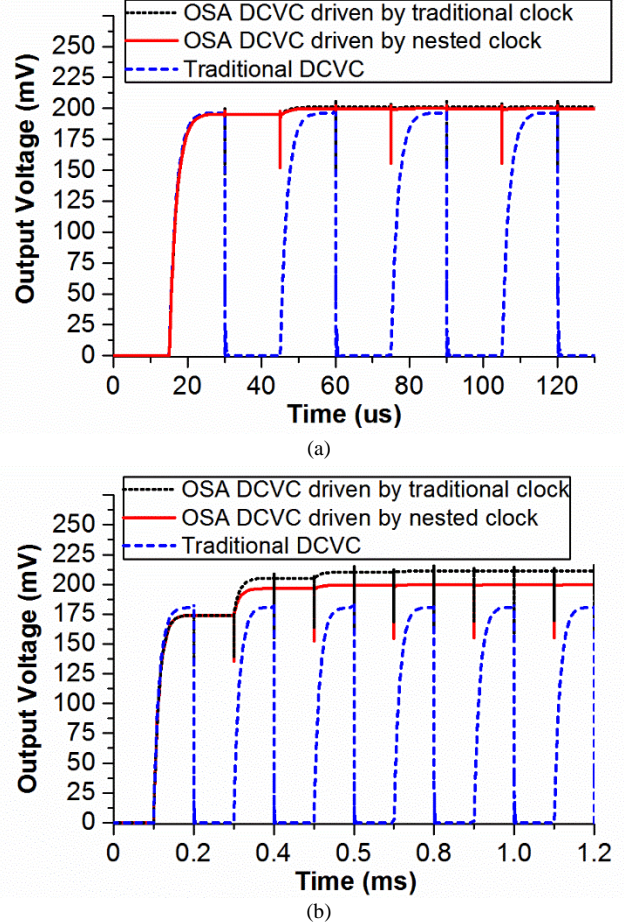 OSA DCVC driven by traditional clock
OSA DCVC driven by nested clock
Traditional DCVC
Output Voltage (mV)
250
225
200
175
150
125
100
75
50
25
0
0 20 40 60 80 100 120
Time (us)
(a)
OSA DCVC driven by traditional clock
OSA DCVC driven by nested clock
Traditional DCVC
Output Voltage (mV)
250
225
200
175
150
125
100
75
50
25
0
0 0.2 0.4 0.5 0.8 1.0 1.2
Time (ms)
(b)